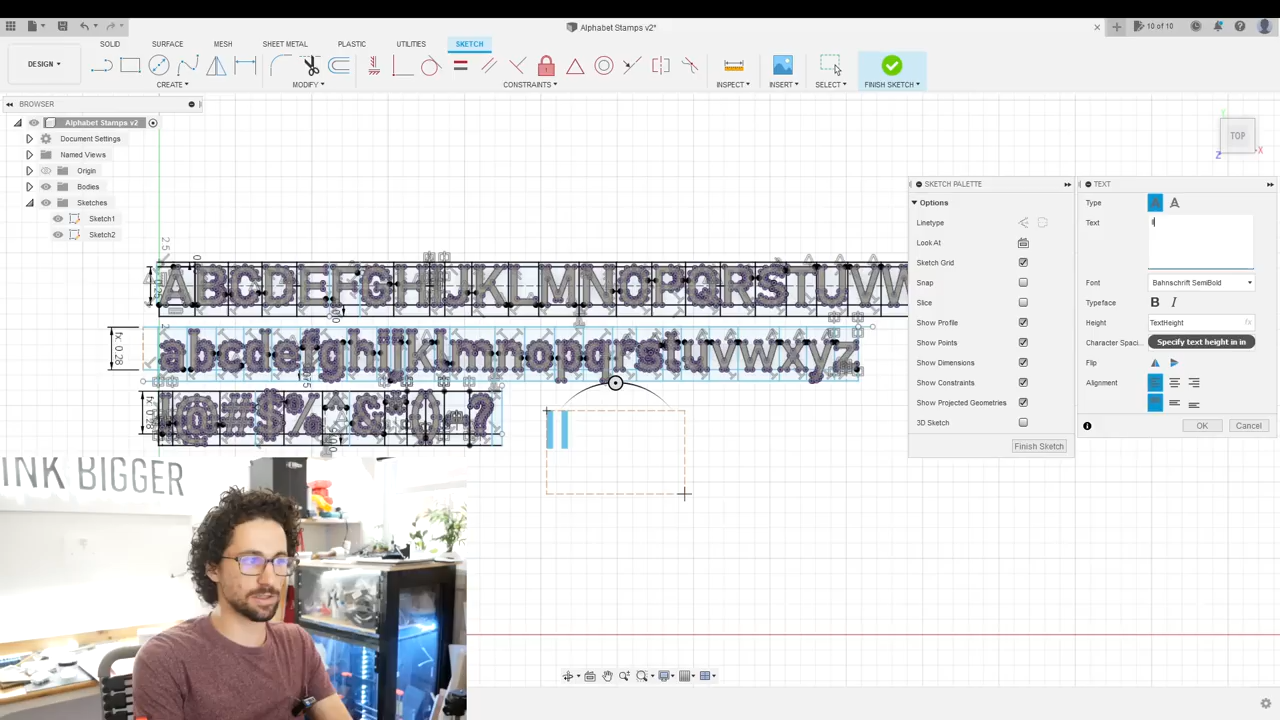 Alphabet Stamps v2*
10 of 10
DESIGN
SOLID SURFACE MESH SHEET METAL PLASTIC UTILITIES SKETCH
CREATE MODIFY CONSTRAINTS INSPECT INSERT SELECT FINISH SKETCH
BROWSER
Alphabet Stamps v2
Document Settings
Named Views
Origin
Bodies
Sketches
Sketch1
Sketch2
TOP
X
Y
Z
SKETCH PALETTE
Options
Linetype
Look At
Sketch Grid
Snap
Slice
Show Profile
Show Points
Show Dimensions
Show Constraints
Show Projected Geometries
3D Sketch
Finish Sketch
TEXT
Type
Text
Font Bahnschrift SemiBold
Typeface B I
Height TextHeight fx
Character Spaci...
Specify text height in in
Flip
Alignment
OK Cancel
ABCDEFGHIJKLMNOPQRSTUVW
fx: 0.28
abcdefghijklmnopqrstuvwxyz
!@#$%^&*()-+?
INK BIGGER